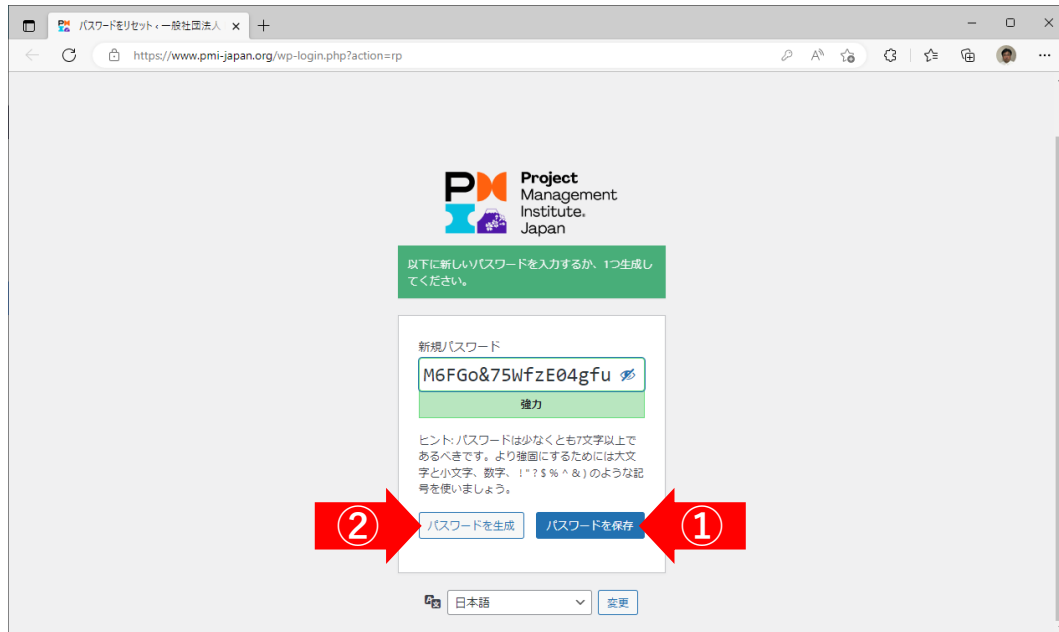 パスワードをリセット ‹ 一般社団法人
https://www.pmi-japan.org/wp-login.php?action=rp
Project
Management
Institute.
Japan
以下に新しいパスワードを入力するか、1つ生成し
てください。
新規パスワード
M6FGo&75WfzE04gfu
強力
ヒント: パスワードは少なくとも7文字以上で
あるべきです。より強固にするためには大文
字と小文字、数字、 ! " ? $ % ^ & ) のような記
号を使いましょう。
② パスワードを生成 パスワードを保存 ①
日本語 変更